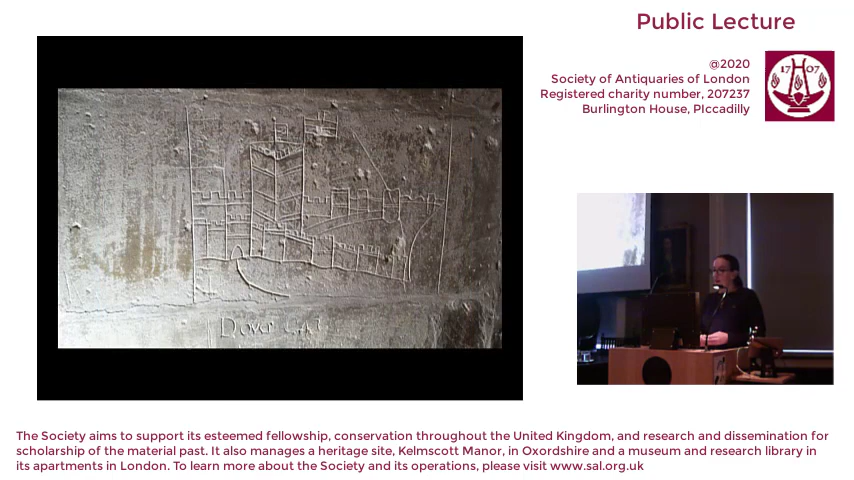 Public Lecture
@2020
Society of Antiquaries of London
Registered charity number, 207237
Burlington House, PIccadilly
17 07
Dover
The Society aims to support its esteemed fellowship, conservation throughout the United Kingdom, and research and dissemination for
scholarship of the material past. It also manages a heritage site, Kelmscott Manor, in Oxordshire and a museum and research library in
its apartments in London. To learn more about the Society and its operations, please visit www.sal.org.uk